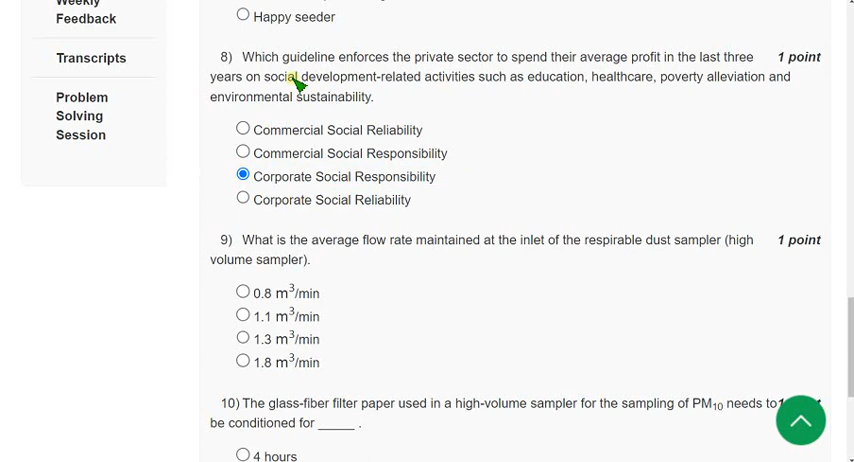 Weekly
Feedback
Transcripts
Problem
Solving
Session
Happy seeder
8) Which guideline enforces the private sector to spend their average profit in the last three 1 point
years on social development-related activities such as education, healthcare, poverty alleviation and
environmental sustainability.
Commercial Social Reliability
Commercial Social Responsibility
Corporate Social Responsibility
Corporate Social Reliability
9) What is the average flow rate maintained at the inlet of the respirable dust sampler (high 1 point
volume sampler).
0.8 m³/min
1.1 m³/min
1.3 m³/min
1.8 m³/min
10) The glass-fiber filter paper used in a high-volume sampler for the sampling of PM₁₀ needs to
be conditioned for _____ .
4 hours